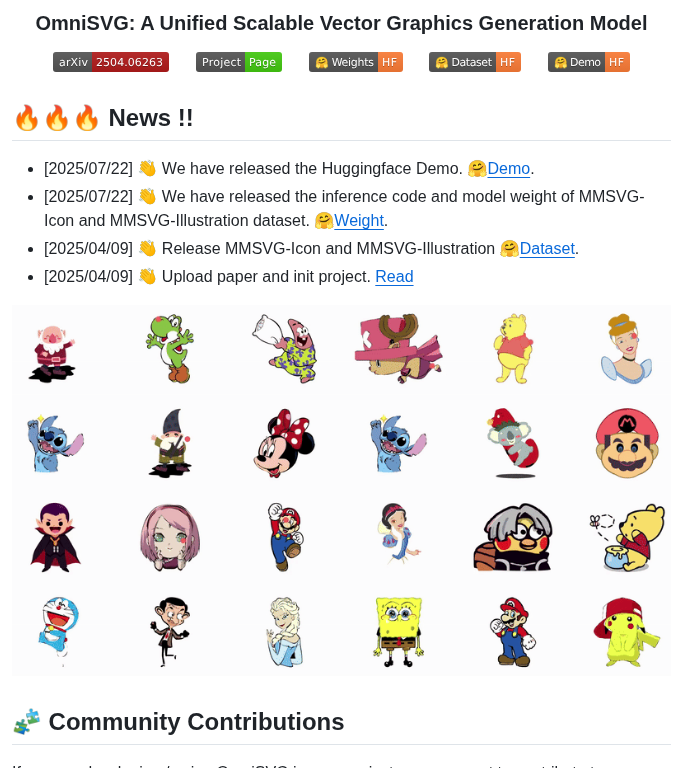 OmniSVG: A Unified Scalable Vector Graphics Generation Model
arXiv 2504.06263 Project Page 🤗 Weights HF 🤗 Dataset HF 🤗 Demo HF
🔥🔥🔥 News !!
• [2025/07/22] 👋 We have released the Huggingface Demo. 🤗Demo.
• [2025/07/22] 👋 We have released the inference code and model weight of MMSVG-
Icon and MMSVG-Illustration dataset. 🤗Weight.
• [2025/04/09] 👋 Release MMSVG-Icon and MMSVG-Illustration 🤗Dataset.
• [2025/04/09] 👋 Upload paper and init project. Read
🧩 Community Contributions